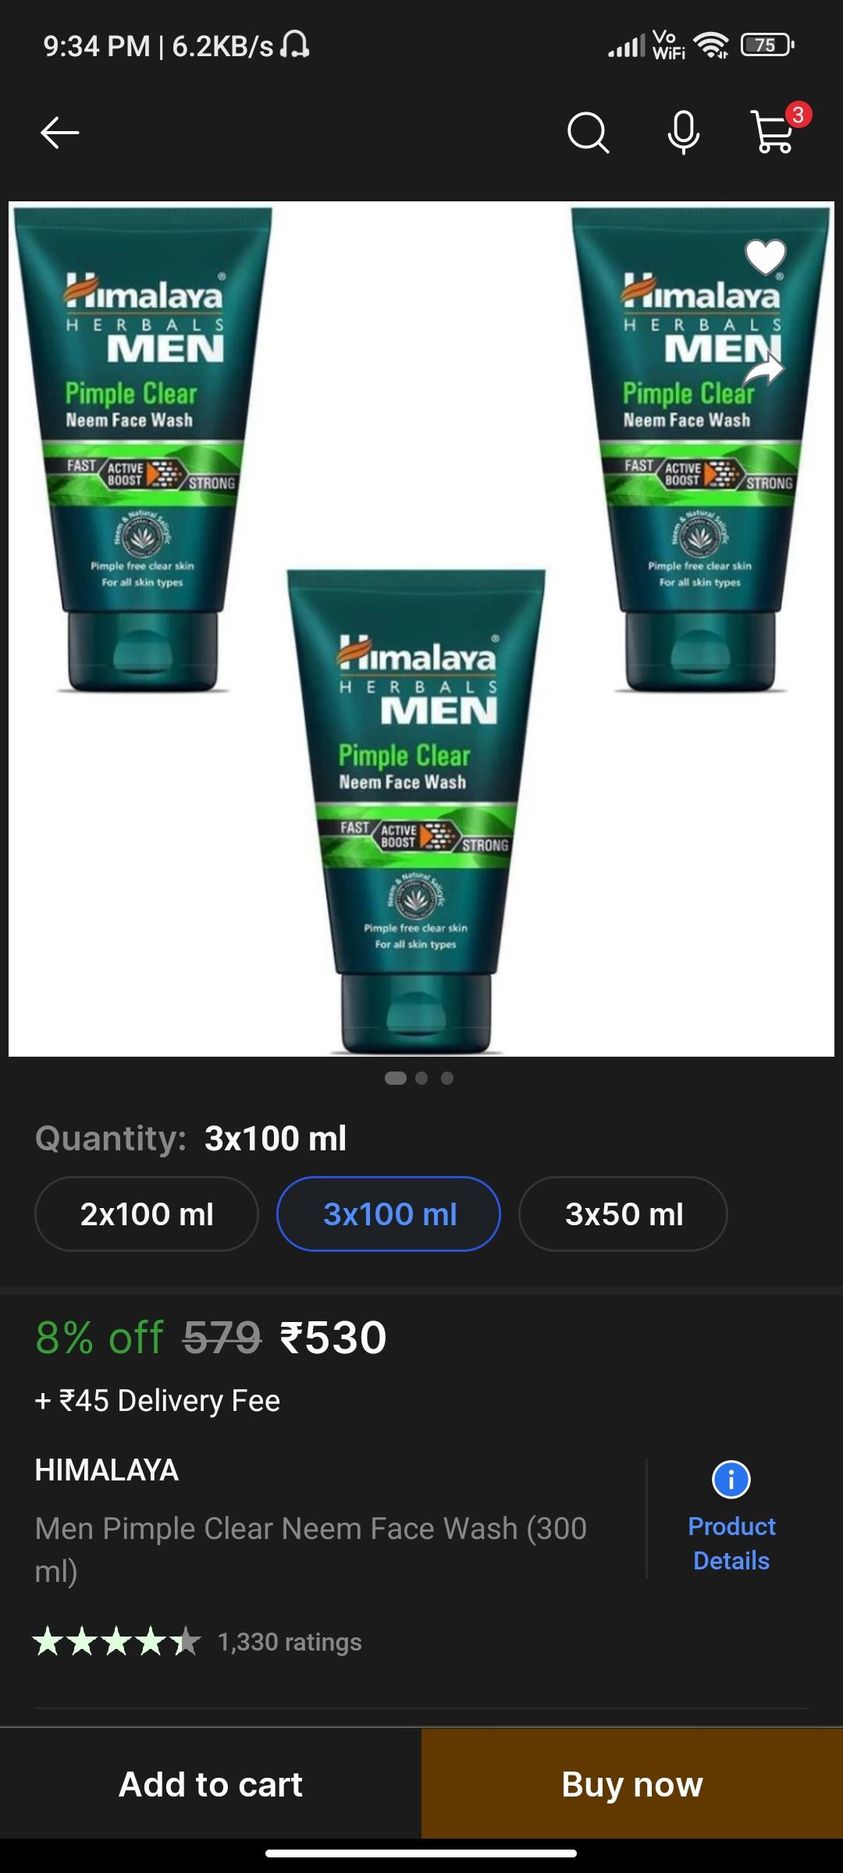 9:34 PM | 6.2KB/s
Vo
WiFi
75
3
Himalaya®
HERBALS
MEN
Pimple Clear
Neem Face Wash
FAST ACTIVE BOOST STRONG
Neem & Natural Salicylic
Pimple free clear skin
For all skin types
Himalaya®
HERBALS
MEN
Pimple Clear
Neem Face Wash
FAST ACTIVE BOOST STRONG
Neem & Natural Salicylic
Pimple free clear skin
For all skin types
Himalaya®
HERBALS
MEN
Pimple Clear
Neem Face Wash
FAST ACTIVE BOOST STRONG
Neem & Natural Salicylic
Pimple free clear skin
For all skin types
Quantity: 3x100 ml
2x100 ml 3x100 ml 3x50 ml
8% off 579 ₹530
+ ₹45 Delivery Fee
HIMALAYA
Men Pimple Clear Neem Face Wash (300
ml)
Product
Details
1,330 ratings
Add to cart Buy now